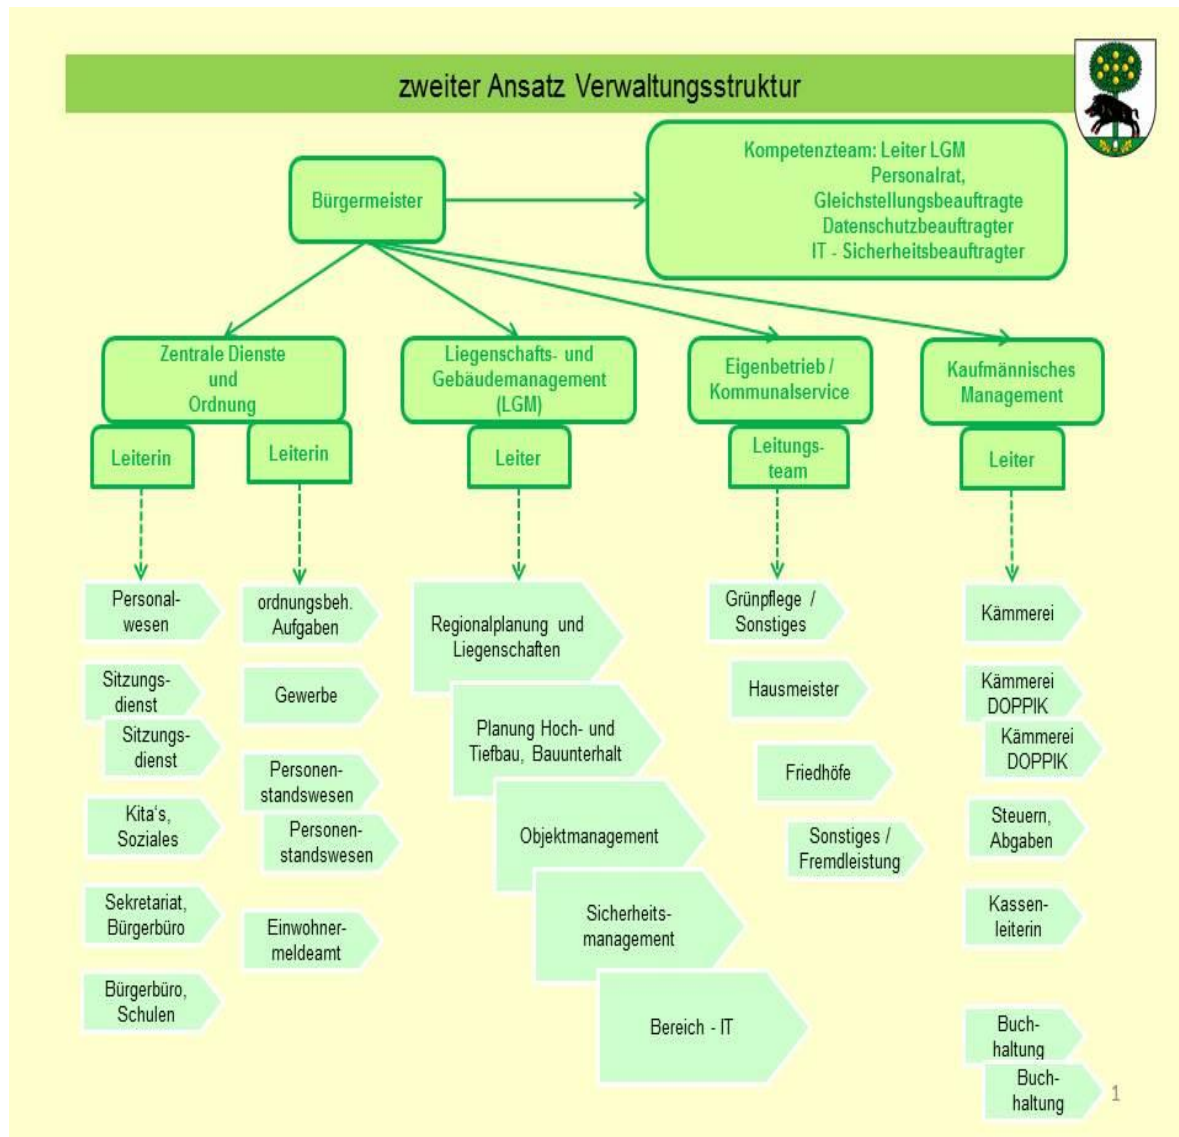 zweiter Ansatz Verwaltungsstruktur
Bürgermeister
Kompetenzteam: Leiter LGM
Personalrat,
Gleichstellungsbeauftragte
Datenschutzbeauftragter
IT - Sicherheitsbeauftragter
Zentrale Dienste
und
Ordnung
Leiterin
Leiterin
Liegenschafts- und
Gebäudemanagement
(LGM)
Leiter
Eigenbetrieb /
Kommunalservice
Leitungs-
team
Kaufmännisches
Management
Leiter
Personal-
wesen
Sitzungs-
dienst
Sitzungs-
dienst
Kita's,
Soziales
Sekretariat,
Bürgerbüro
Bürgerbüro,
Schulen
ordnungsbeh.
Aufgaben
Gewerbe
Personen-
standswesen
Personen-
standswesen
Einwohner-
meldeamt
Regionalplanung und
Liegenschaften
Planung Hoch- und
Tiefbau, Bauunterhalt
Objektmanagement
Sicherheits-
management
Bereich - IT
Grünpflege /
Sonstiges
Hausmeister
Friedhöfe
Sonstiges /
Fremdleistung
Kämmerei
Kämmerei
DOPPIK
Kämmerei
DOPPIK
Steuern,
Abgaben
Kassen-
leiterin
Buch-
haltung
Buch-
haltung
1